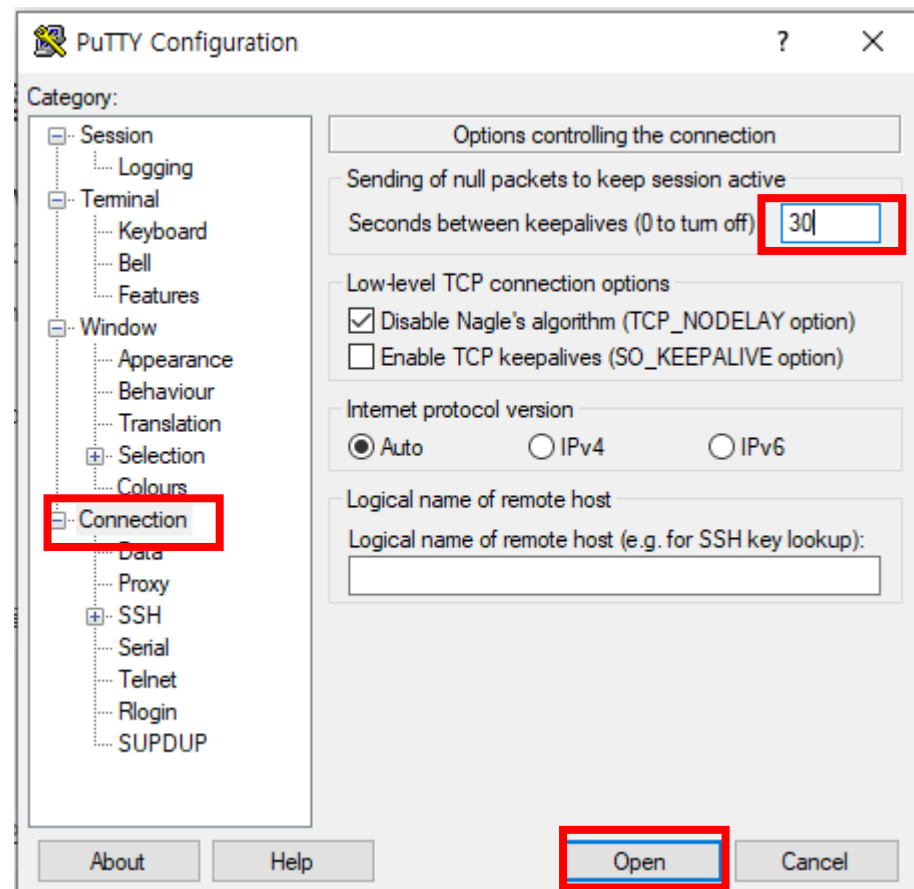 PuTTY Configuration
?
Category:
Session
Logging
Terminal
Keyboard
Bell
Features
Window
Appearance
Behaviour
Translation
Selection
Colours
Connection
Data
Proxy
SSH
Serial
Telnet
Rlogin
SUPDUP
Options controlling the connection
Sending of null packets to keep session active
Seconds between keepalives (0 to turn off) 30
Low-level TCP connection options
Disable Nagle's algorithm (TCP_NODELAY option)
Enable TCP keepalives (SO_KEEPALIVE option)
Internet protocol version
Auto IPv4 IPv6
Logical name of remote host
Logical name of remote host (e.g. for SSH key lookup):
About Help Open Cancel